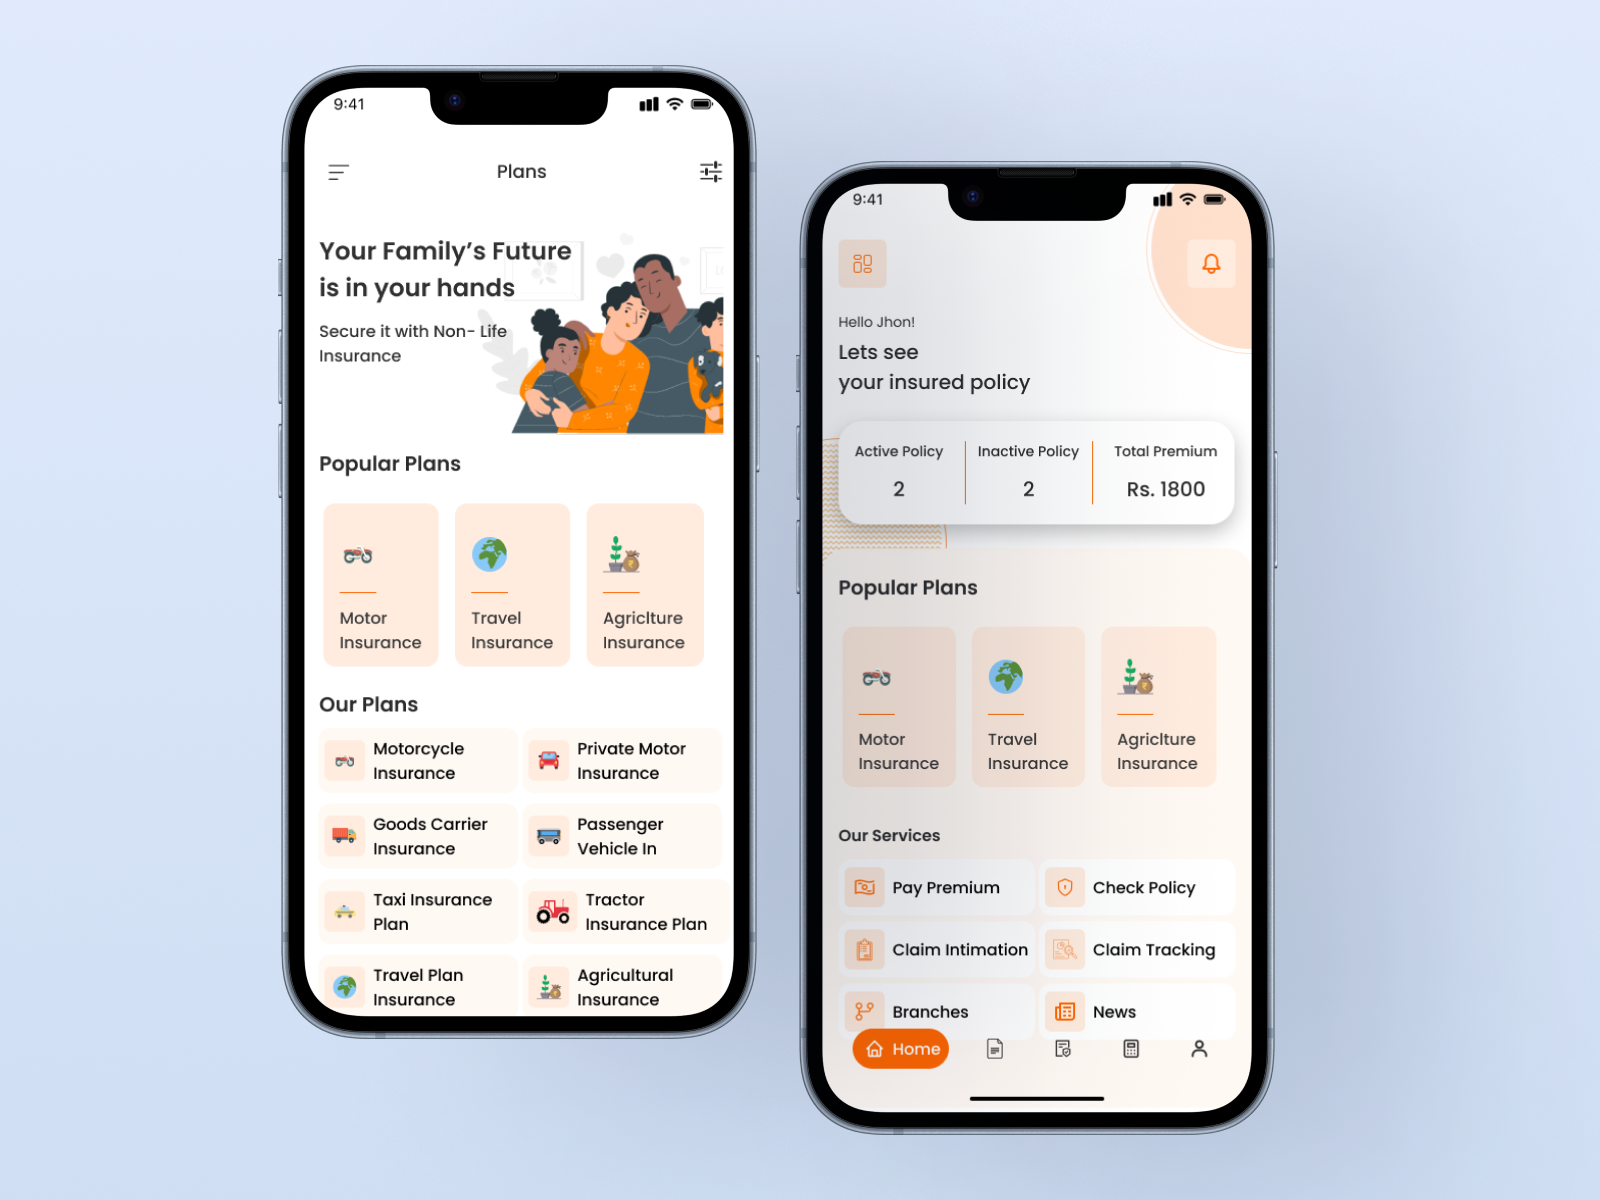 9:41
Plans
Your Family's Future
is in your hands
Secure it with Non- Life
Insurance
Popular Plans
Motor
Insurance
Travel
Insurance
Agriclture
Insurance
Our Plans
Motorcycle
Insurance
Private Motor
Insurance
Goods Carrier
Insurance
Passenger
Vehicle In
Taxi Insurance
Plan
Tractor
Insurance Plan
Travel Plan
Insurance
Agricultural
Insurance
9:41
Hello Jhon!
Lets see
your insured policy
Active Policy
2
Inactive Policy
2
Total Premium
Rs. 1800
Popular Plans
Motor
Insurance
Travel
Insurance
Agriclture
Insurance
Our Services
Pay Premium
Check Policy
Claim Intimation
Claim Tracking
Branches
News
Home